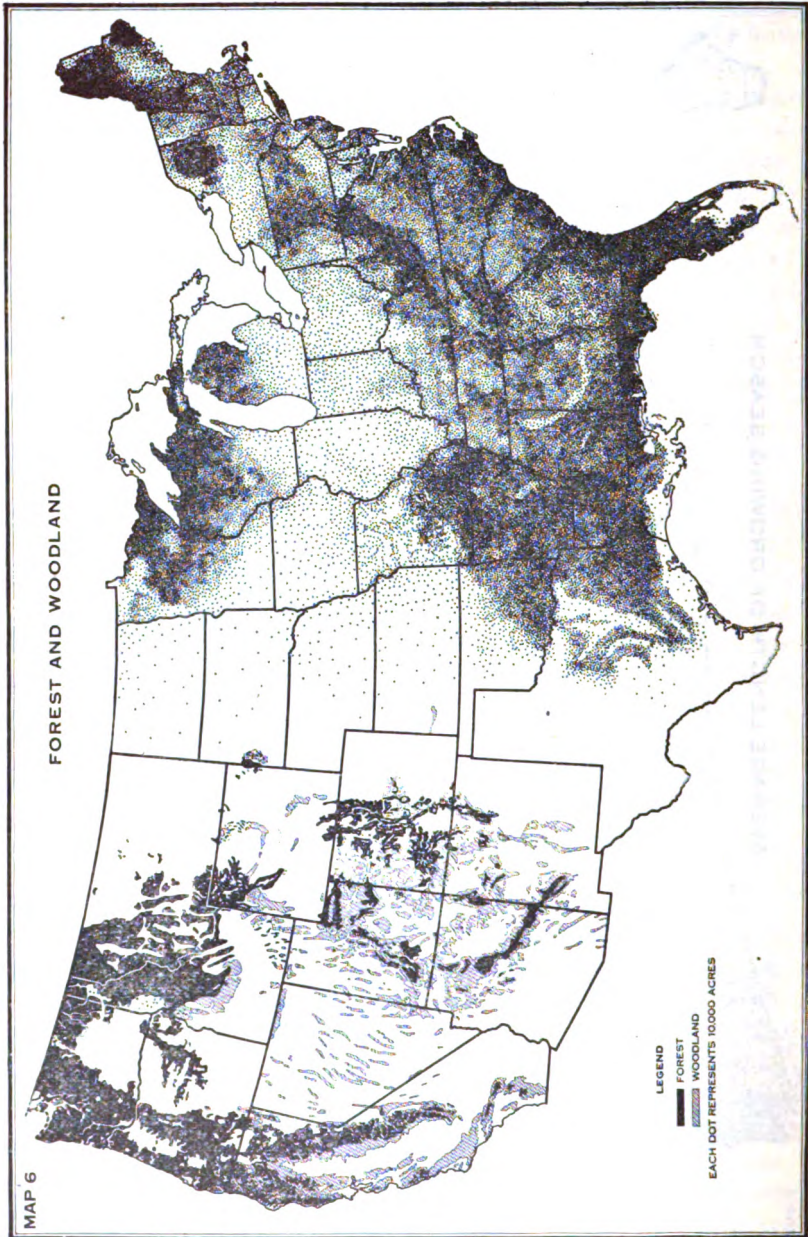 MAP 6
FOREST AND WOODLAND
LEGEND
FOREST
WOODLAND
EACH DOT REPRESENTS 10,000 ACRES